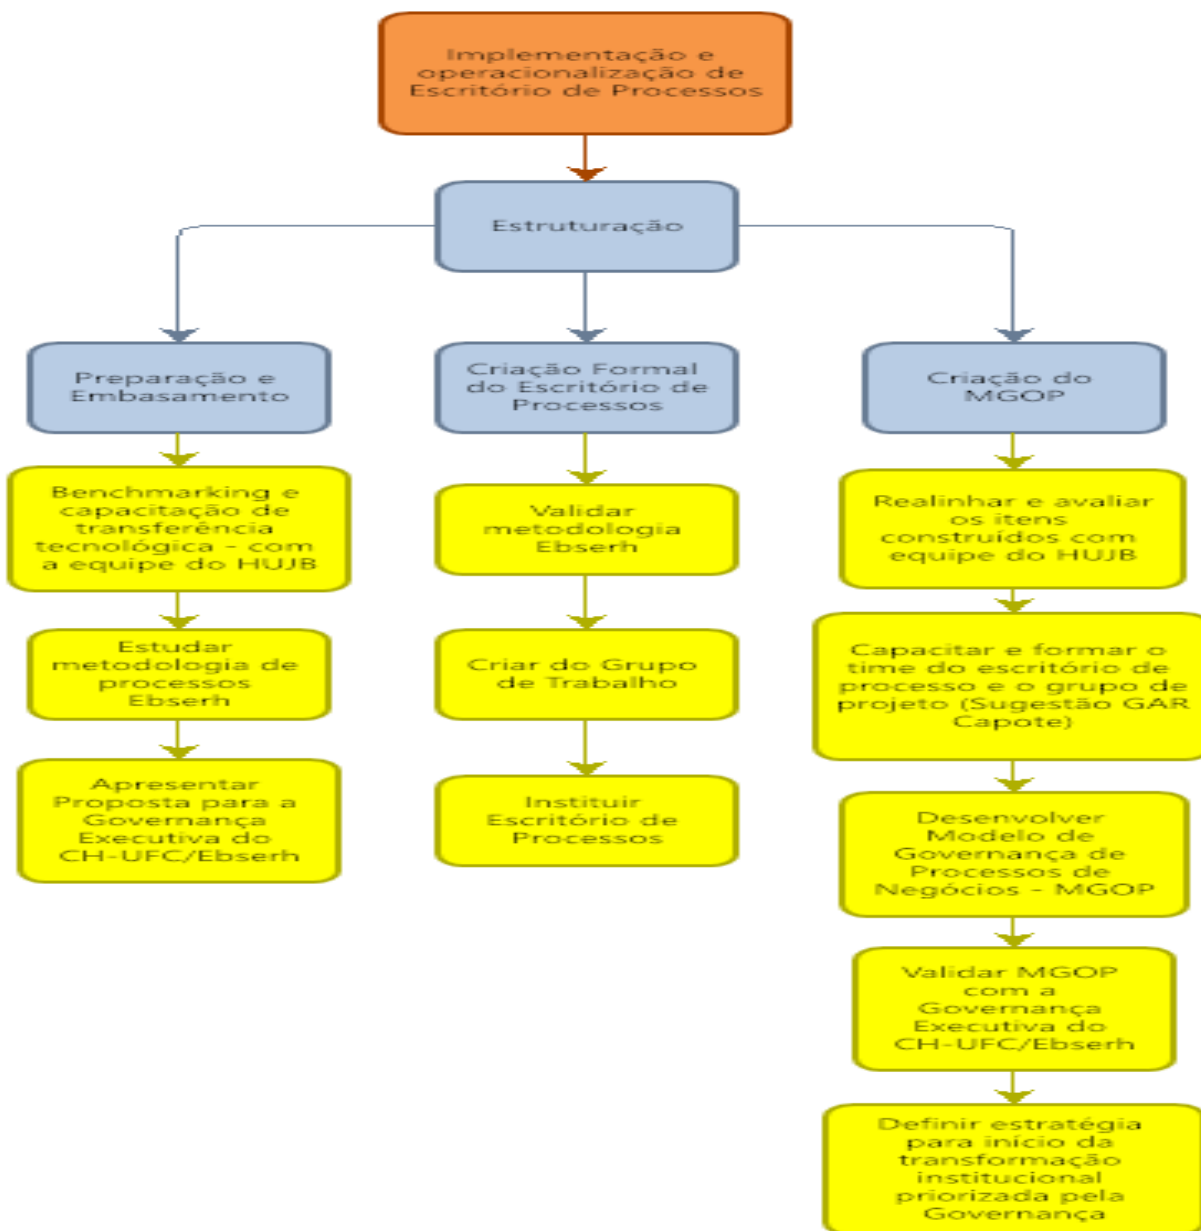 Implementação e
operacionalização de
Escritório de Processos
Estruturação
Preparação e
Embasamento
Criação Formal
do Escritório de
Processos
Criação do
MGOP
Benchmarking e
capacitação de
transferência
tecnológica - com
a equipe do HUJB
Estudar
metodologia de
processos
Ebserh
Apresentar
Proposta para a
Governança
Executiva do
CH-UFC/Ebserh
Validar
metodologia
Ebserh
Criar do Grupo
de Trabalho
Instituir
Escritório de
Processos
Realinhar e avaliar
os itens
construídos com
equipe do HUJB
Capacitar e formar o
time do escritório de
processo e o grupo de
projeto (Sugestão GAR
Capote)
Desenvolver
Modelo de
Governança de
Processos de
Negócios - MGOP
Validar MGOP
com a
Governança
Executiva do
CH-UFC/Ebserh
Definir estratégia
para início da
transformação
institucional
priorizada pela
Governança